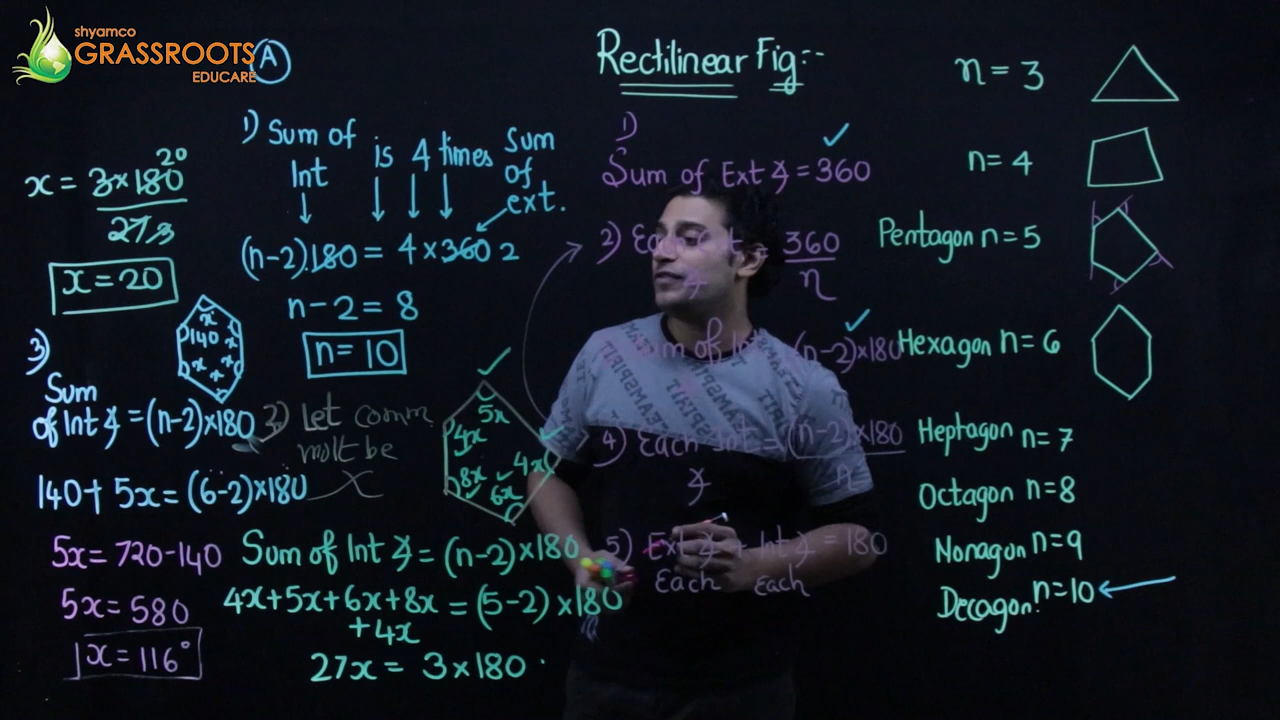 shyamco
GRASSROOTS
EDUCARE
A
x = 3×180 20
27 3
x = 20
1) Sum of Int is 4 times Sum of ext.
(n-2).180 = 4×360 2
n-2 = 8
n = 10
3)
x
140 x
x x
x
Sum
of Int ∡ = (n-2)×180
140+ 5x = (6-2)×180
5x = 720-140
5x = 580
x = 116°
2) Let comm
mult be
x
5x
4x
4x
8x
6x
Sum of Int ∡ = (n-2)×180
4x+5x+6x+8x = (5-2)×180
+4x
27x = 3×180
Rectilinear Fig:-
1)
Sum of Ext ∡ = 360
2) = 360
n
Sum of Int (n-2)×180
4) Each Int = (n-2)×180
∡ n
5) Ext ∡ + Int ∡ = 180
Each Each
n = 3
n = 4
Pentagon n = 5
Hexagon n = 6
Heptagon n = 7
Octagon n = 8
Nonagon n = 9
Decagon n = 10